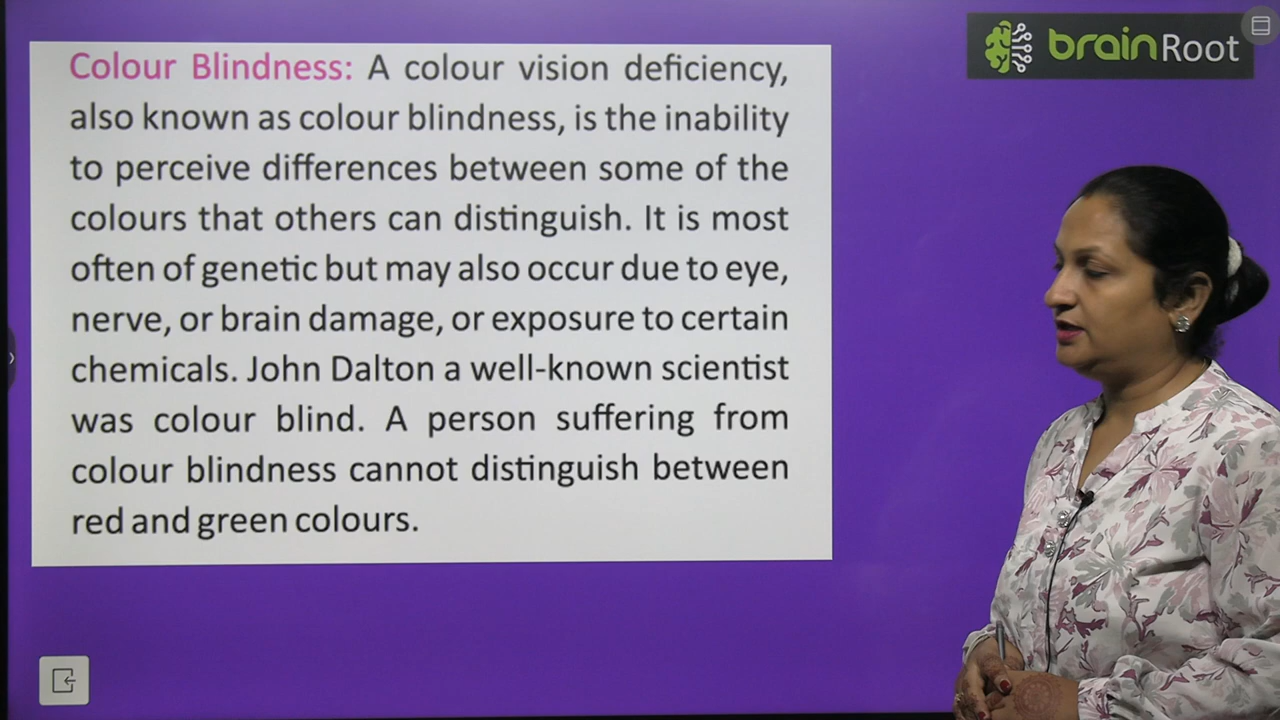 Colour Blindness: A colour vision deficiency,
also known as colour blindness, is the inability
to perceive differences between some of the
colours that others can distinguish. It is most
often of genetic but may also occur due to eye,
nerve, or brain damage, or exposure to certain
chemicals. John Dalton a well-known scientist
was colour blind. A person suffering from
colour blindness cannot distinguish between
red and green colours.
brainRoot